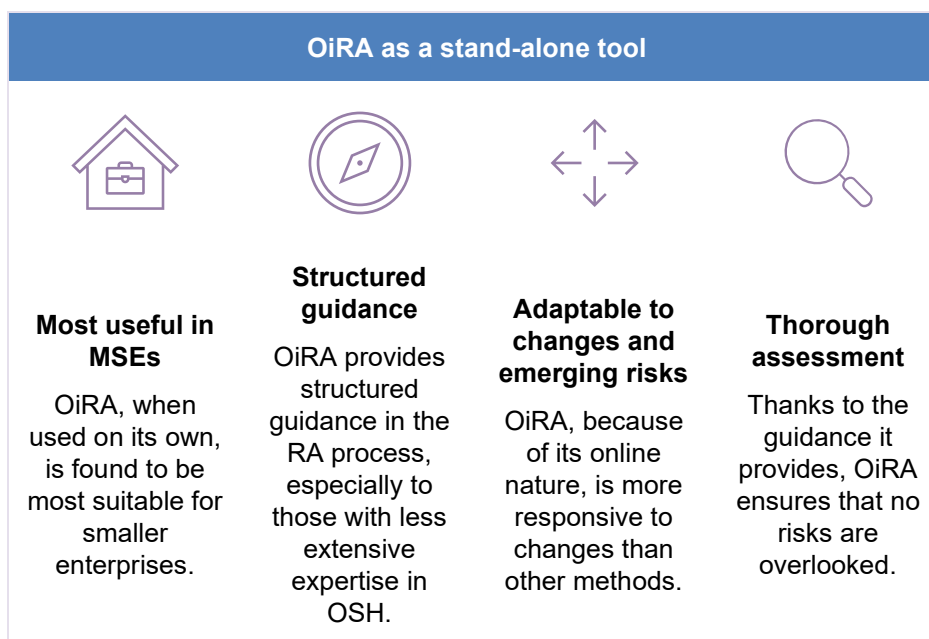 OiRA as a stand-alone tool
Most useful in
MSEs
OiRA, when
used on its own,
is found to be
most suitable for
smaller
enterprises.
Structured
guidance
OiRA provides
structured
guidance in the
RA process,
especially to
those with less
extensive
expertise in
OSH.
Adaptable to
changes and
emerging risks
OiRA, because
of its online
nature, is more
responsive to
changes than
other methods.
Thorough
assessment
Thanks to the
guidance it
provides, OiRA
ensures that no
risks are
overlooked.